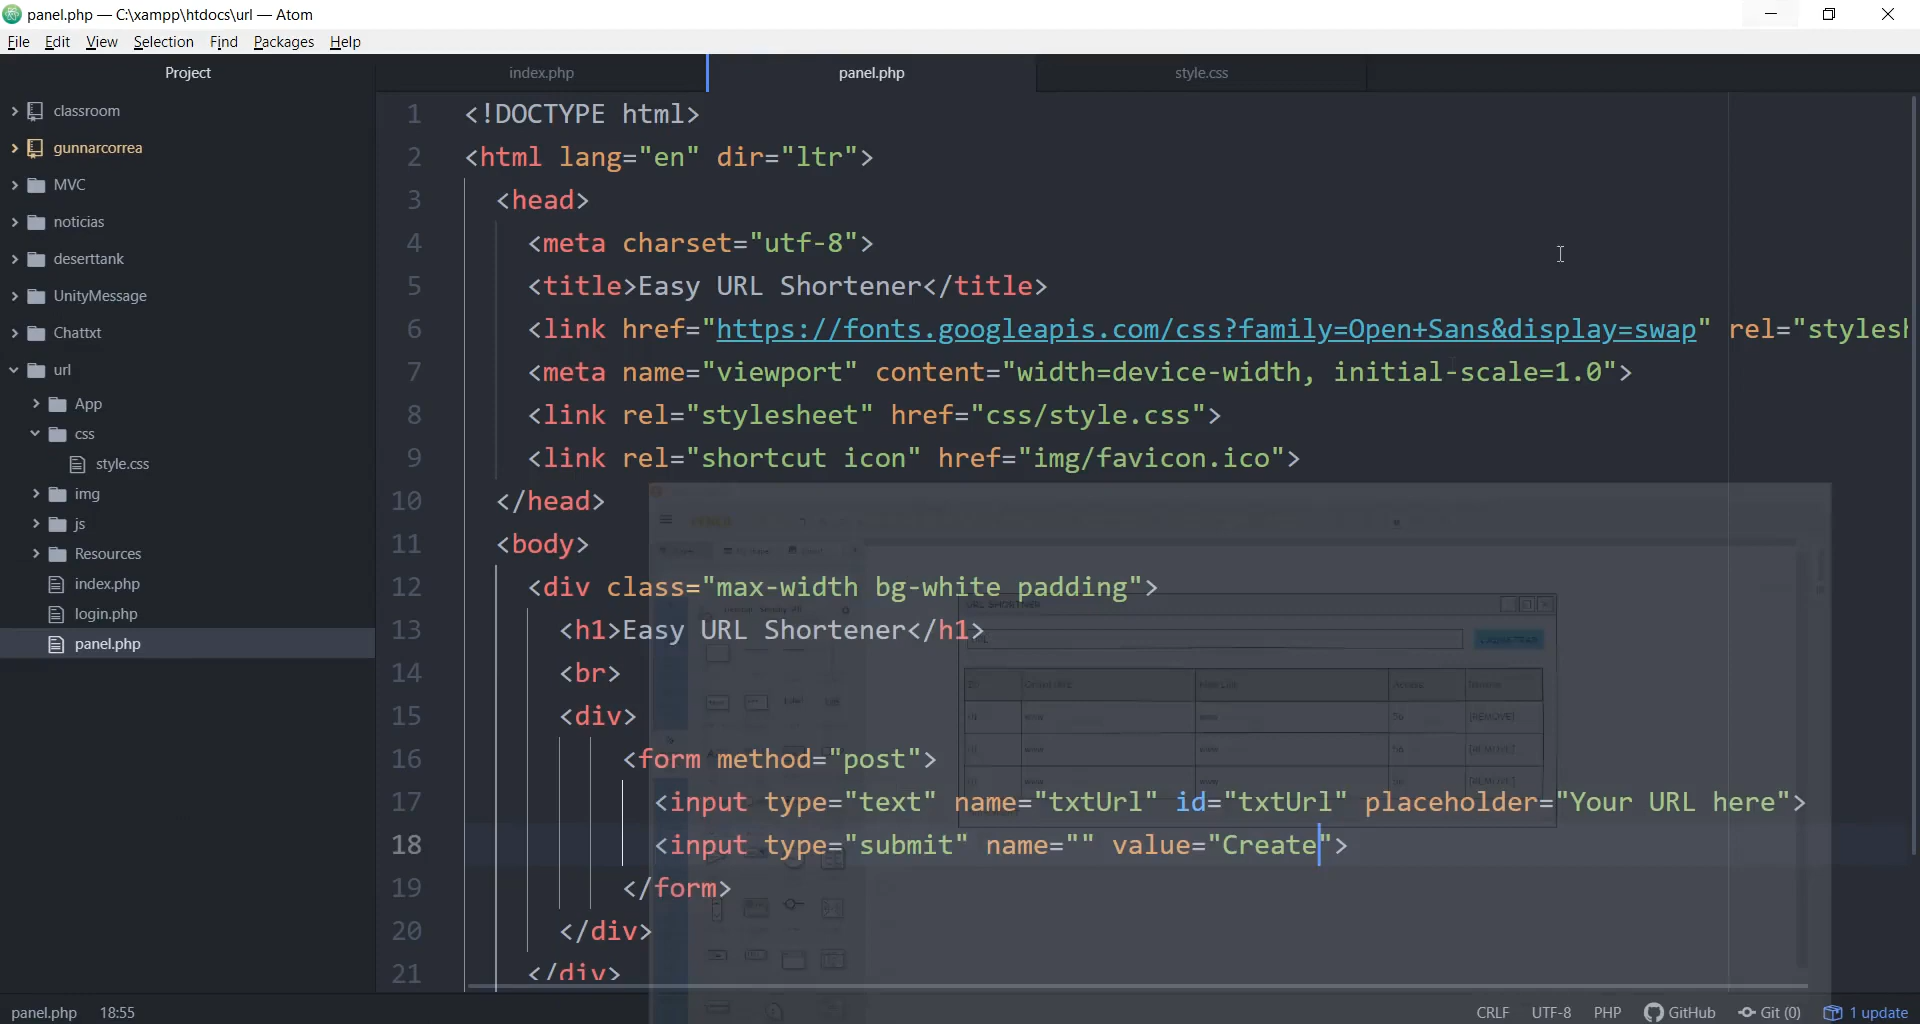 panel.php — C:\xampp\htdocs\url — Atom
File Edit View Selection Find Packages Help
Project
index.php
panel.php
style.css
classroom
gunnarcorrea
MVC
noticias
deserttank
UnityMessage
Chattxt
url
App
css
style.css
img
js
Resources
index.php
login.php
panel.php
1 <!DOCTYPE html>
2 <html lang="en" dir="ltr">
3 <head>
4 <meta charset="utf-8">
5 <title>Easy URL Shortener</title>
6 <link href="https://fonts.googleapis.com/css?family=Open+Sans&display=swap" rel="stylesh
7 <meta name="viewport" content="width=device-width, initial-scale=1.0">
8 <link rel="stylesheet" href="css/style.css">
9 <link rel="shortcut icon" href="img/favicon.ico">
10 </head>
11 <body>
12 <div class="max-width bg-white padding">
13 <h1>Easy URL Shortener</h1>
14 <br>
15 <div>
16 <form method="post">
17 <input type="text" name="txtUrl" id="txtUrl" placeholder="Your URL here">
18 <input type="submit" name="" value="Create">
19 </form>
20 </div>
21 </div>
URL SHORTNER
[REMOVE]
[REMOVE]
[REMOVE]
panel.php 18:55
CRLF UTF-8 PHP GitHub Git (0) 1 update